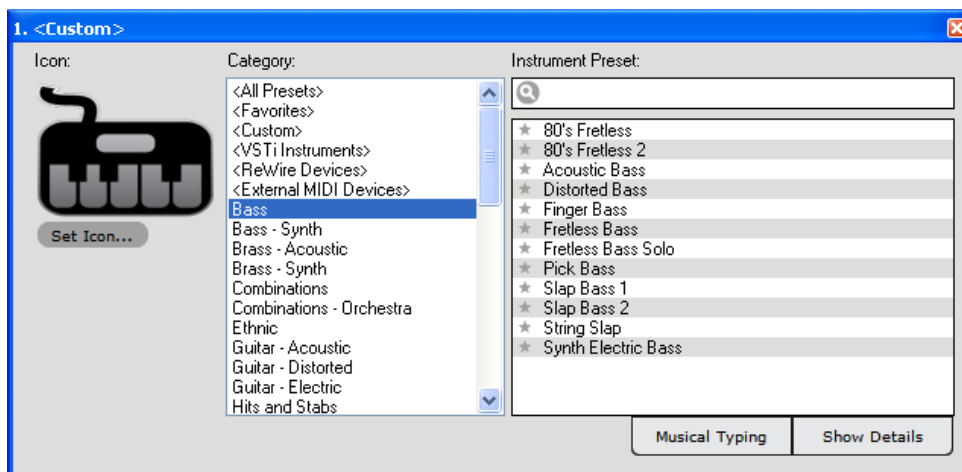 1. <Custom>
Icon:
Set Icon...
Category:
<All Presets>
<Favorites>
<Custom>
<VSTi Instruments>
<ReWire Devices>
<External MIDI Devices>
Bass
Bass - Synth
Brass - Acoustic
Brass - Synth
Combinations
Combinations - Orchestra
Ethnic
Guitar - Acoustic
Guitar - Distorted
Guitar - Electric
Hits and Stabs
Instrument Preset:
80's Fretless
80's Fretless 2
Acoustic Bass
Distorted Bass
Finger Bass
Fretless Bass
Fretless Bass Solo
Pick Bass
Slap Bass 1
Slap Bass 2
String Slap
Synth Electric Bass
Musical Typing
Show Details